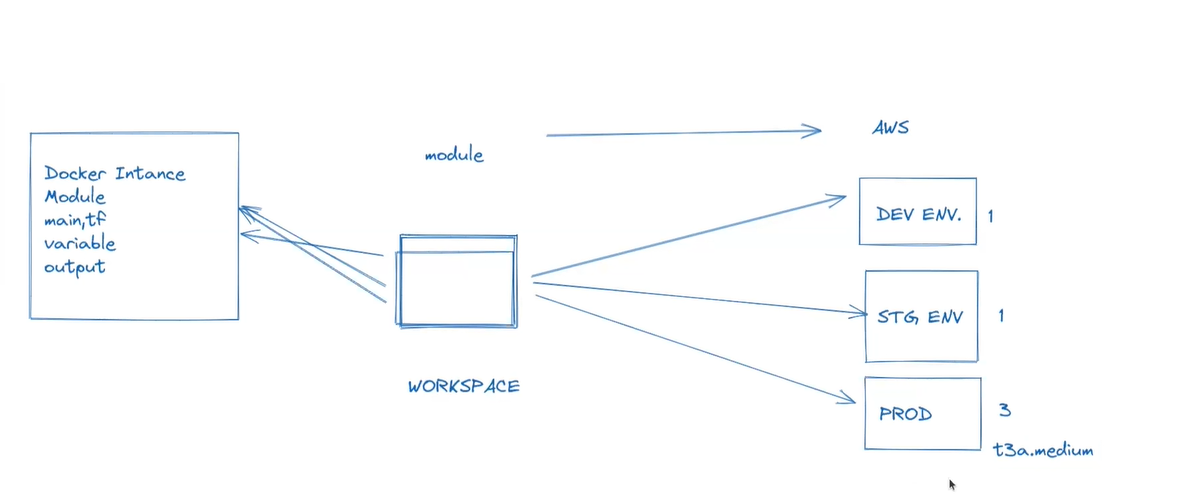 Docker Intance
Module
main,tf
variable
output
module
WORKSPACE
AWS
DEV ENV. 1
STG ENV 1
PROD 3
t3a.medium